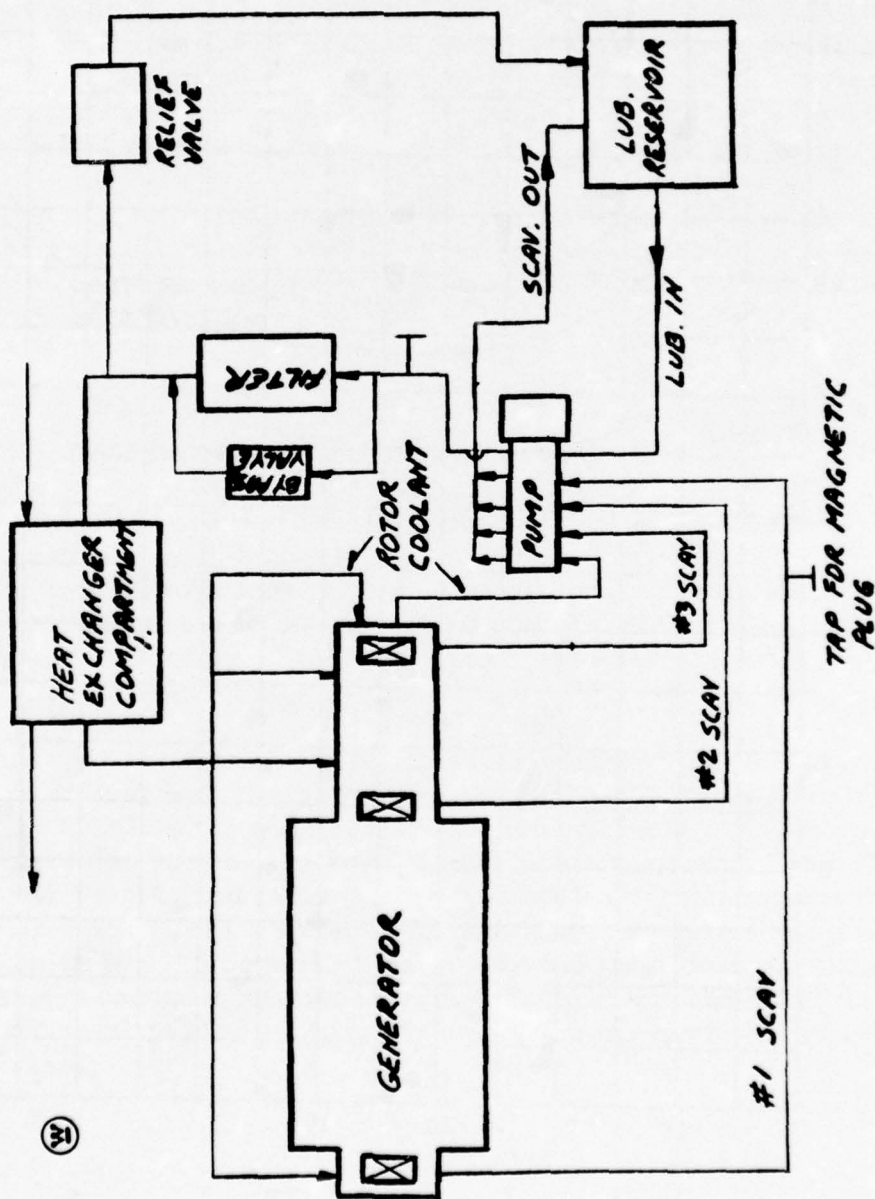 W
HEAT
EXCHANGER
COMPARTMENT
RELIEF
VALVE
BYPASS
VALVE
FILTER
GENERATOR
ROTOR
COOLANT
PUMP
SCAV. OUT
LUB.
RESERVOIR
LUB. IN
#3 SCAV
#2 SCAV
#1 SCAV
TAP FOR MAGNETIC
PLUG